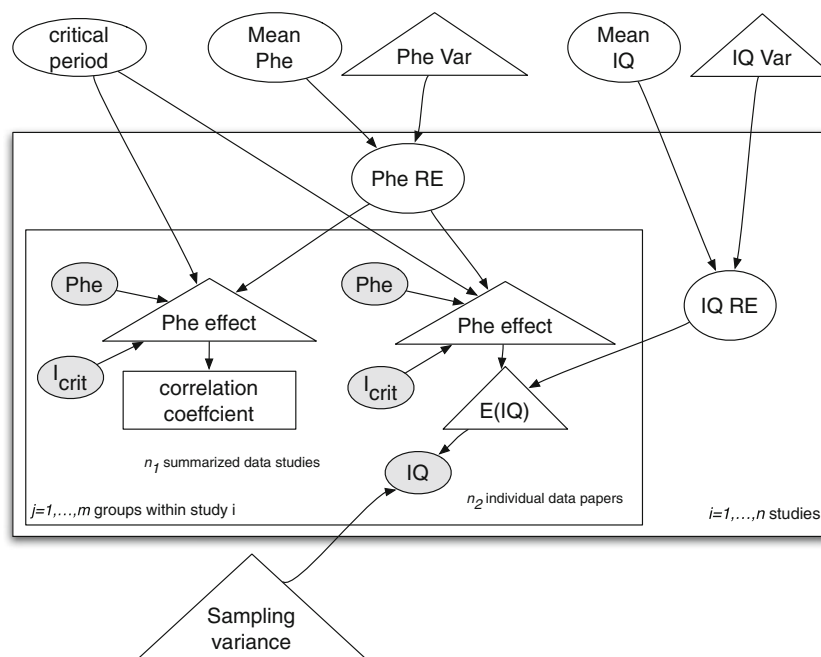 critical
period
Mean
Phe
Phe Var
Mean
IQ
IQ Var
Phe RE
Phe
Phe
Phe effect
Phe effect
IQ RE
I crit
I crit
correlation
coeffcient
E(IQ)
n1 summarized data studies
IQ
n2 individual data papers
j=1,...,m groups within study i
i=1,...,n studies
Sampling
variance